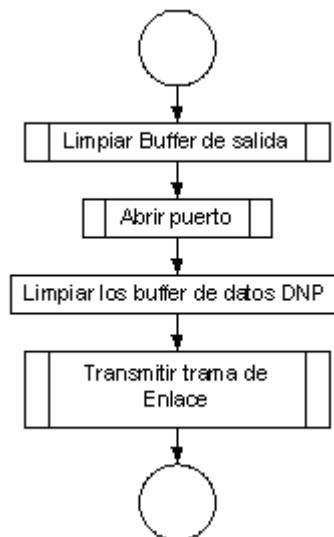 Limpiar Buffer de salida
Abrir puerto
Limpiar los buffer de datos DNP
Transmitir trama de
Enlace